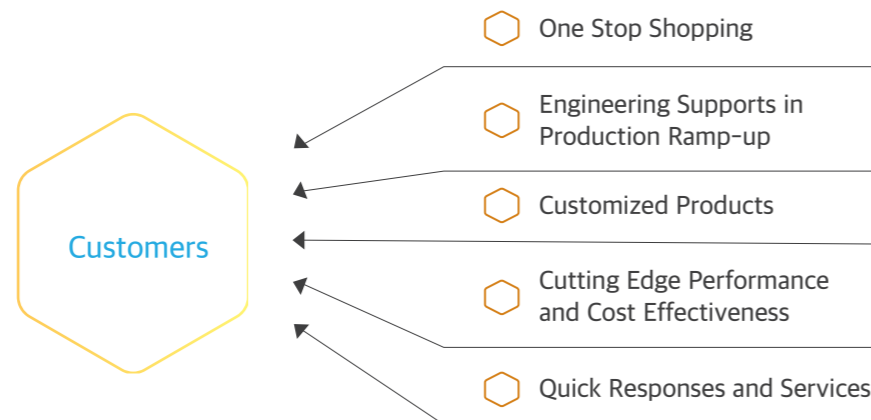 One Stop Shopping
Engineering Supports in
Production Ramp-up
Customized Products
Customers
Cutting Edge Performance
and Cost Effectiveness
Quick Responses and Services